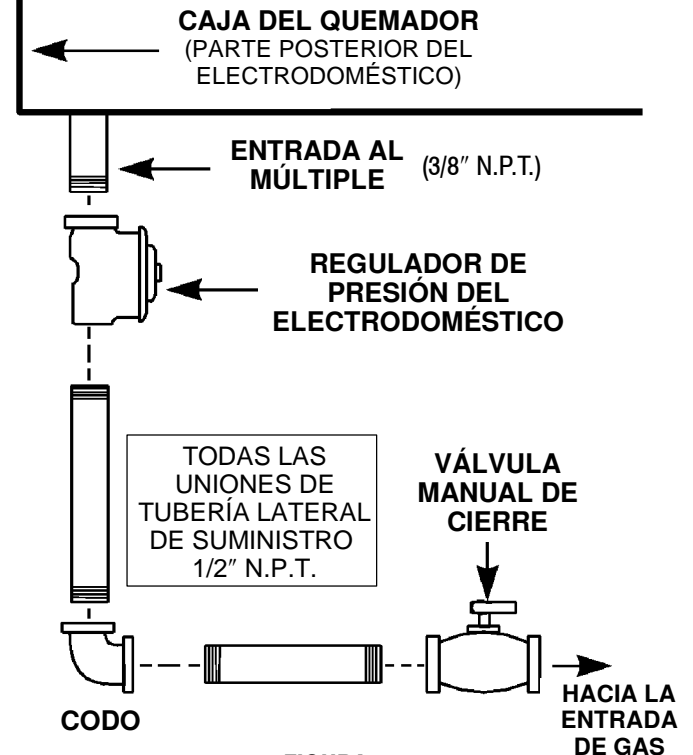 CAJA DEL QUEMADOR
(PARTE POSTERIOR DEL
ELECTRODOMÉSTICO)
ENTRADA AL
MÚLTIPLE (3/8″ N.P.T.)
REGULADOR DE
PRESIÓN DEL
ELECTRODOMÉSTICO
TODAS LAS
UNIONES DE
TUBERÍA LATERAL
DE SUMINISTRO
1/2″ N.P.T.
VÁLVULA
MANUAL DE
CIERRE
CODO
HACIA LA
ENTRADA
DE GAS